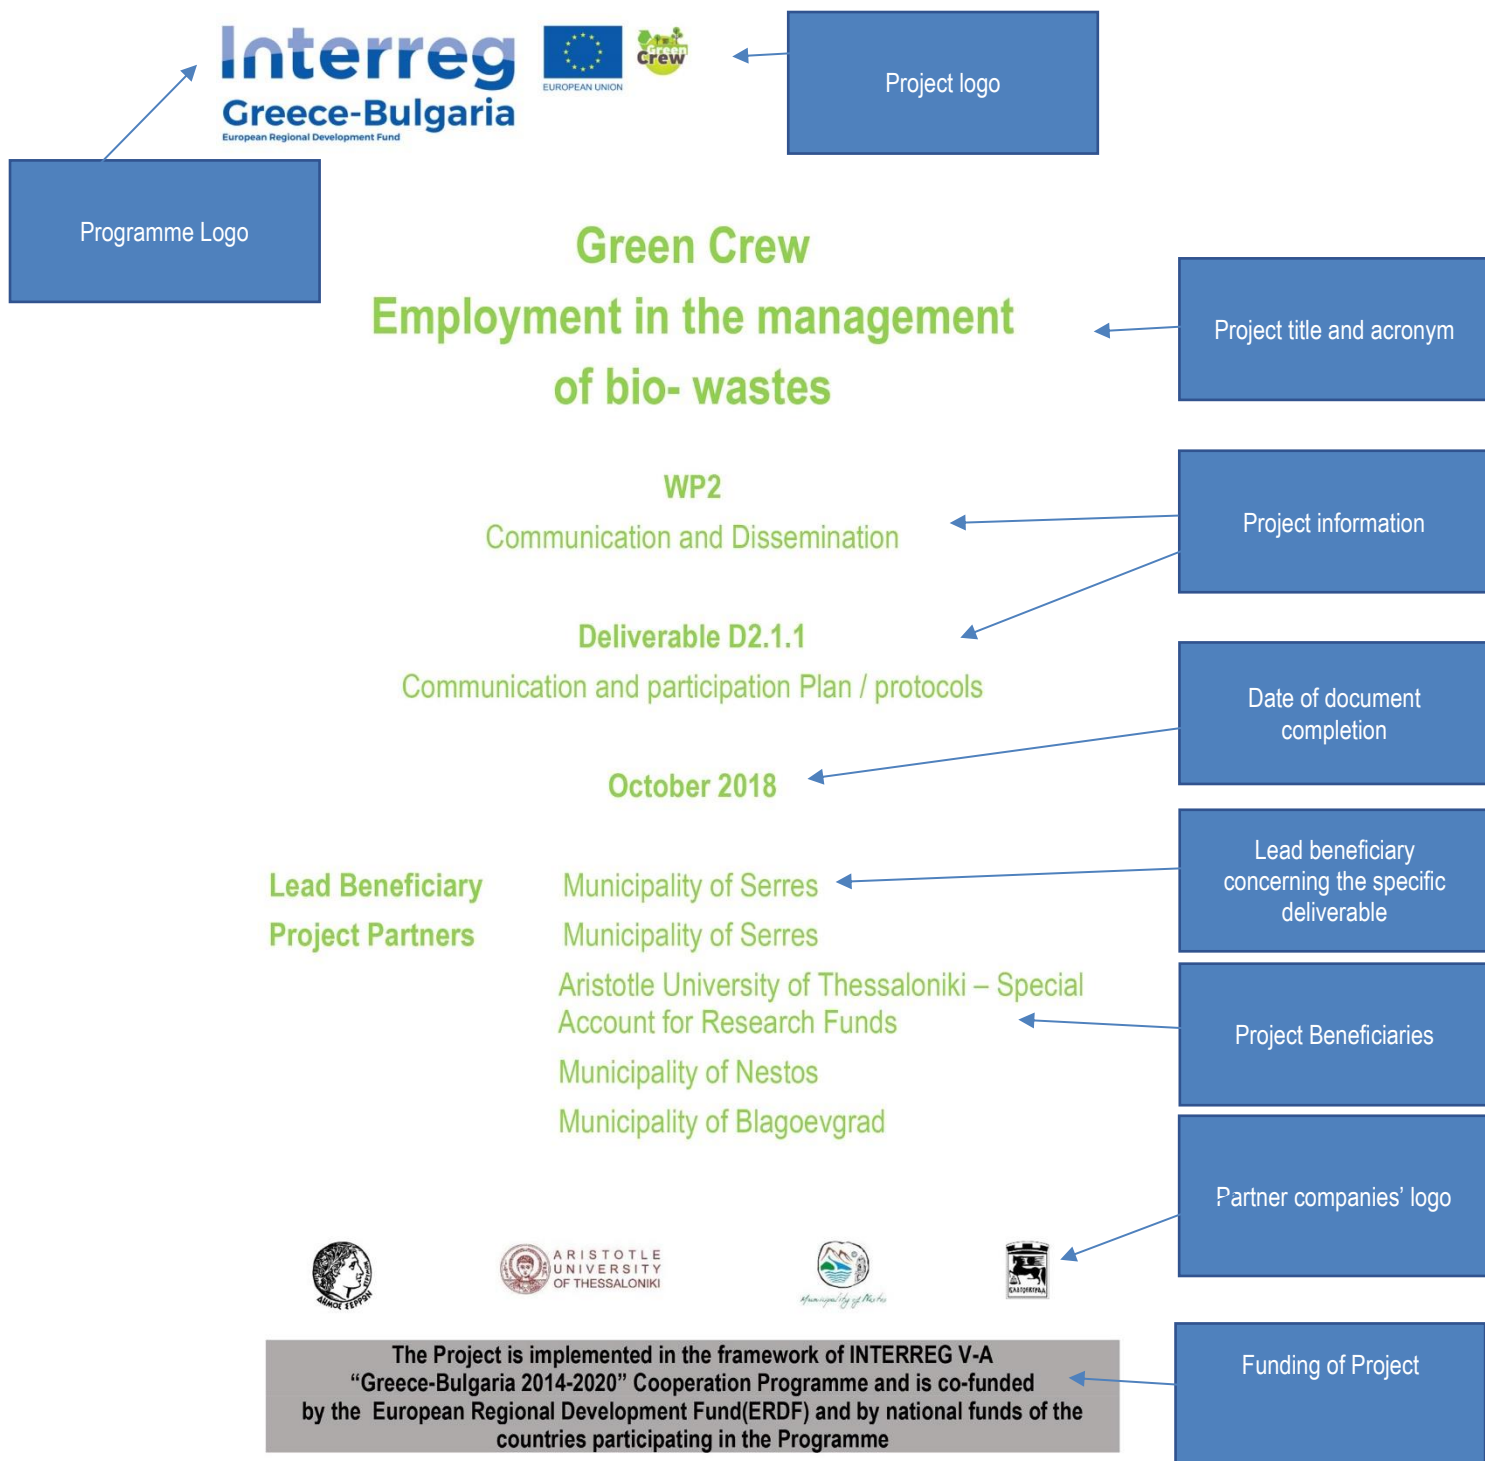 Interreg
Greece-Bulgaria
European Regional Development Fund
EUROPEAN UNION
Green
Crew
Project logo
Programme Logo
Green Crew
Employment in the management
of bio- wastes
Project title and acronym
WP2
Communication and Dissemination
Project information
Deliverable D2.1.1
Communication and participation Plan / protocols
Date of document
completion
October 2018
Lead beneficiary
concerning the specific
deliverable
Lead Beneficiary Municipality of Serres
Project Partners Municipality of Serres
Aristotle University of Thessaloniki – Special
Account for Research Funds
Municipality of Nestos
Municipality of Blagoevgrad
Project Beneficiaries
Partner companies’ logo
ΔΗΜΟΣ ΣΕΡΡΩΝ
ARISTOTLE
UNIVERSITY
OF THESSALONIKI
Municipality of Nestos
БЛАГОЕВГРАД
The Project is implemented in the framework of INTERREG V-A
“Greece-Bulgaria 2014-2020” Cooperation Programme and is co-funded
by the European Regional Development Fund(ERDF) and by national funds of the
countries participating in the Programme
Funding of Project